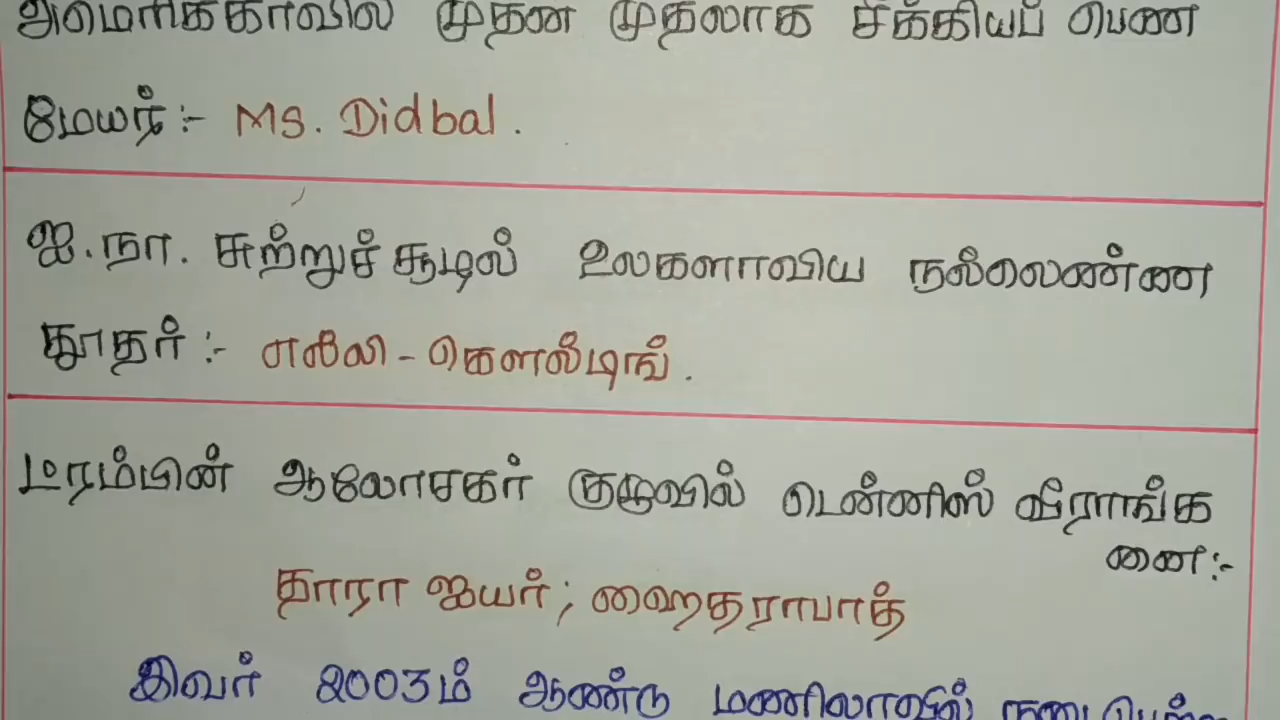 அமெரிக்காவில் முதன் முதலாக சீக்கியப் பெண்
மேயர்:- Ms. Didbal.
ஐ.நா. சுற்றுச்சூழல் உலகளாவிய நல்லெண்ண
தூதர்:- எல்லி-கௌல்டிங்.
டிரம்பின் ஆலோசகர் குழுவில் டென்னிஸ் வீராங்க
னை:-
தாரா ஐயர்; ஹைதராபாத்
இவர் 2003ம் ஆண்டு மணிலாவில் நடைபெற்ற